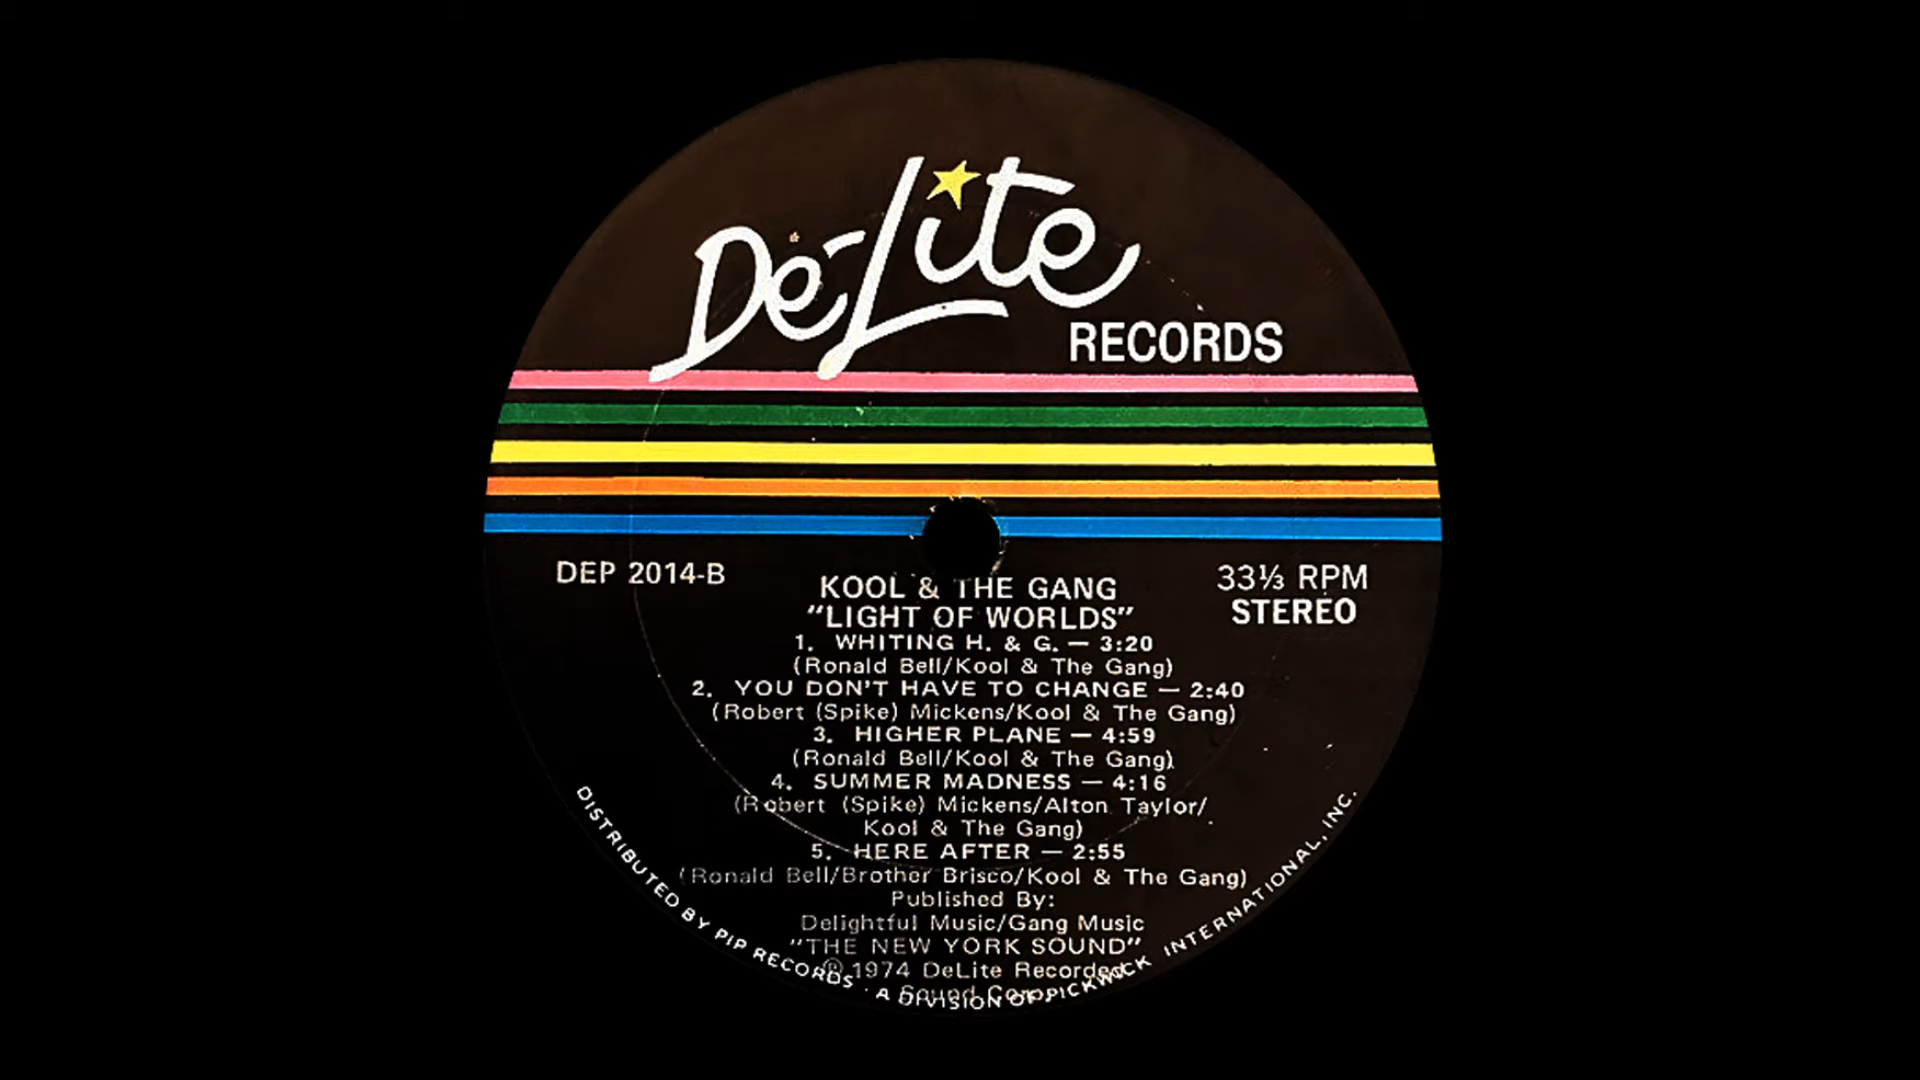 De-Lite
RECORDS
DEP 2014-B
33⅓ RPM
STEREO
KOOL & THE GANG
"LIGHT OF WORLDS"
1. WHITING H. & G. — 3:20
(Ronald Bell/Kool & The Gang)
2. YOU DON'T HAVE TO CHANGE — 2:40
(Robert (Spike) Mickens/Kool & The Gang)
3. HIGHER PLANE — 4:59
(Ronald Bell/Kool & The Gang)
4. SUMMER MADNESS — 4:16
(Robert (Spike) Mickens/Alton Taylor/
Kool & The Gang)
5. HERE AFTER — 2:55
(Ronald Bell/Brother Brisco/Kool & The Gang)
Published By:
Delightful Music/Gang Music
"THE NEW YORK SOUND"
℗ 1974 DeLite Recorded
Sound Corp.
DISTRIBUTED BY PIP RECORDS · A DIVISION OF PICKWICK INTERNATIONAL, INC.